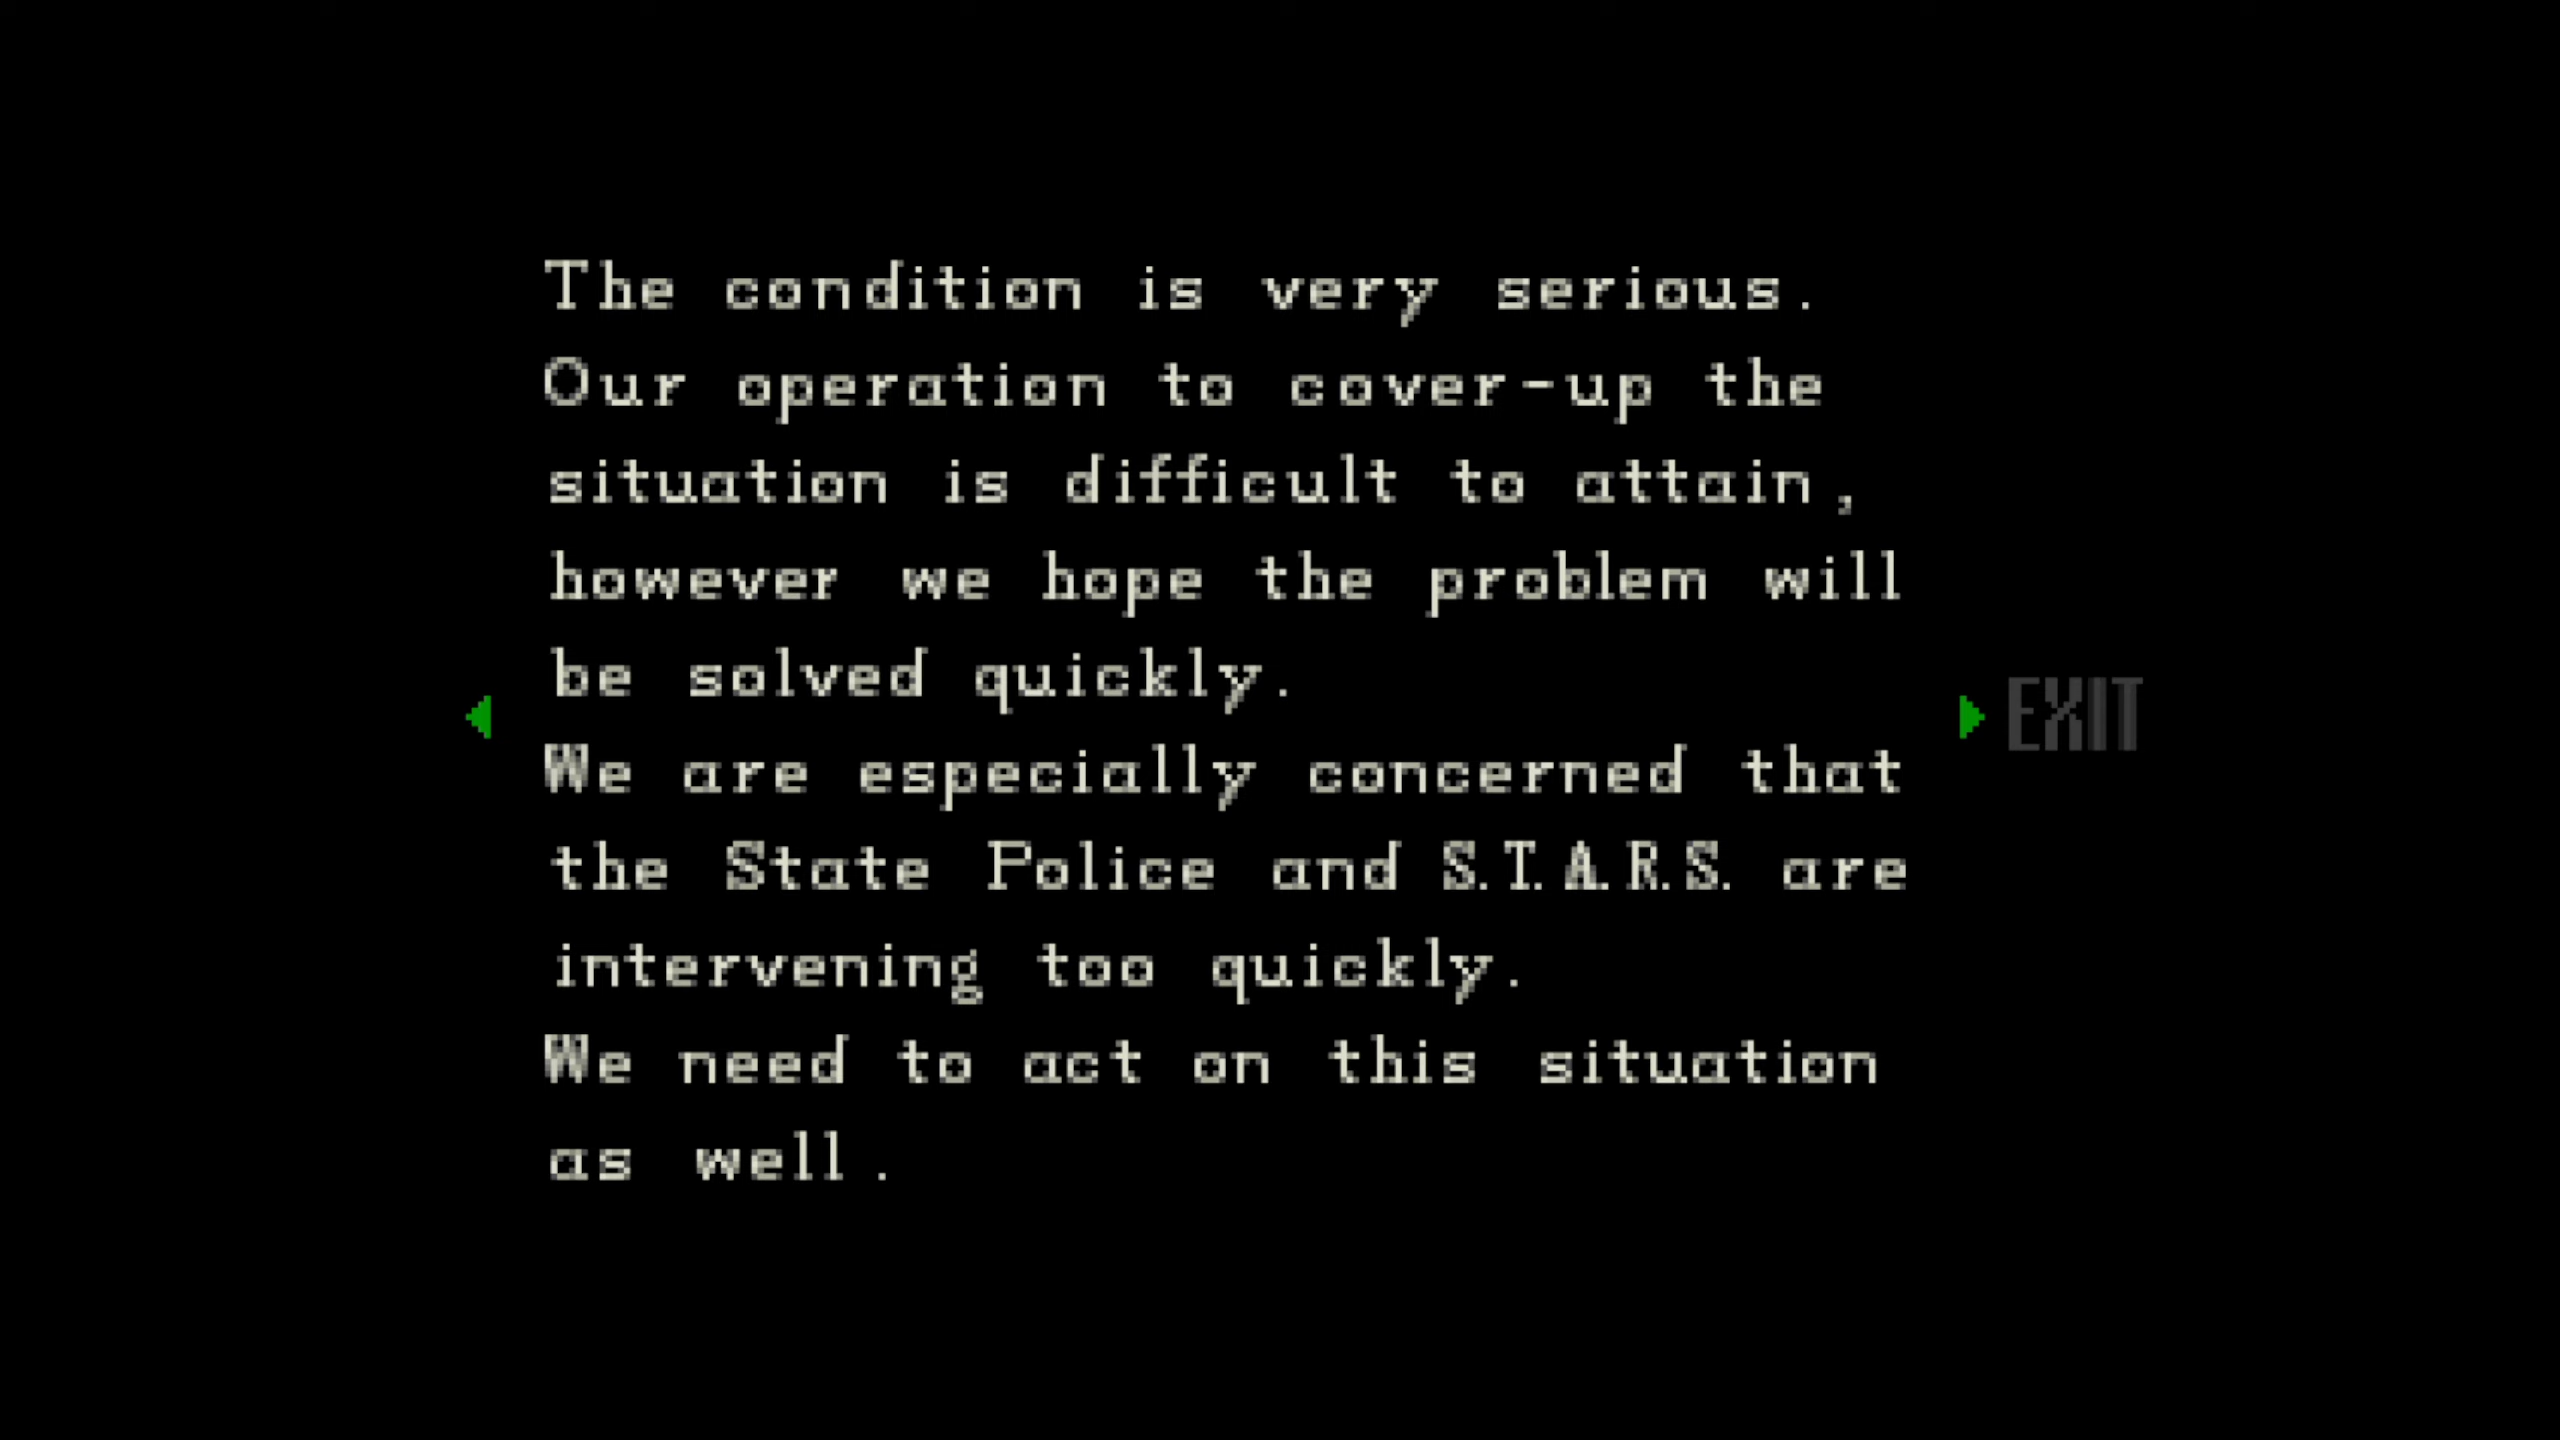 The condition is very serious.
Our operation to cover-up the
situation is difficult to attain,
however we hope the problem will
be solved quickly.
EXIT
We are especially concerned that
the State Police and S.T.A.R.S. are
intervening too quickly.
We need to act on this situation
as well.